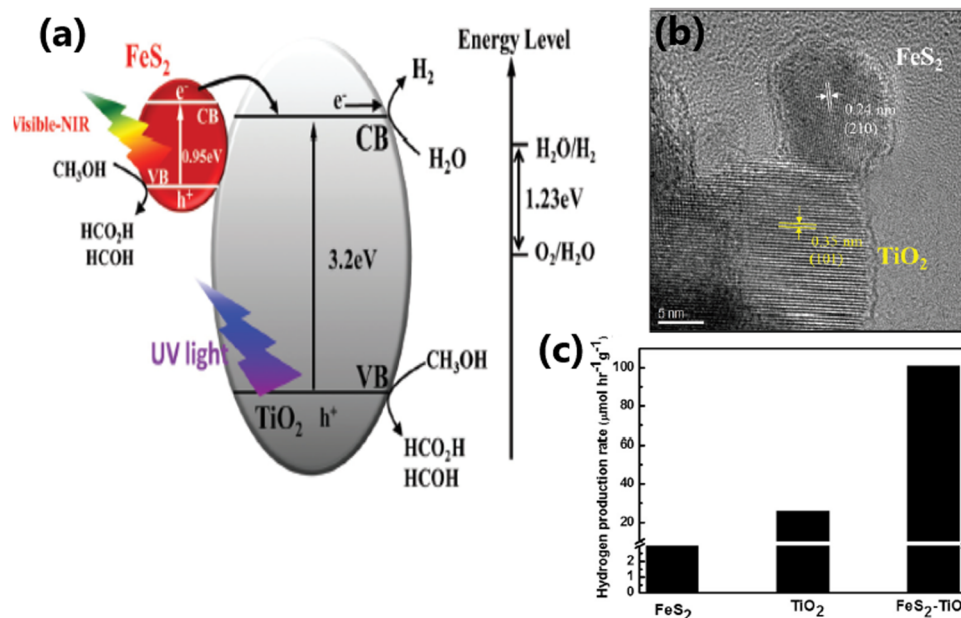 (a)
FeS2
e-
CB
Visible-NIR
0.95eV
CH3OH
VB
h+
HCO2H
HCOH
H2
e-
CB
H2O
3.2eV
UV light
VB
CH3OH
TiO2 h+
HCO2H
HCOH
Energy Level
H2O/H2
1.23eV
O2/H2O
(b)
FeS2
0.24 nm
(210)
0.35 nm
(101)
TiO2
5 nm
(c)
Hydrogen production rate (μmol hr-1g-1)
100
80
60
40
20
2
1
0
FeS2
TiO2
FeS2-TiO